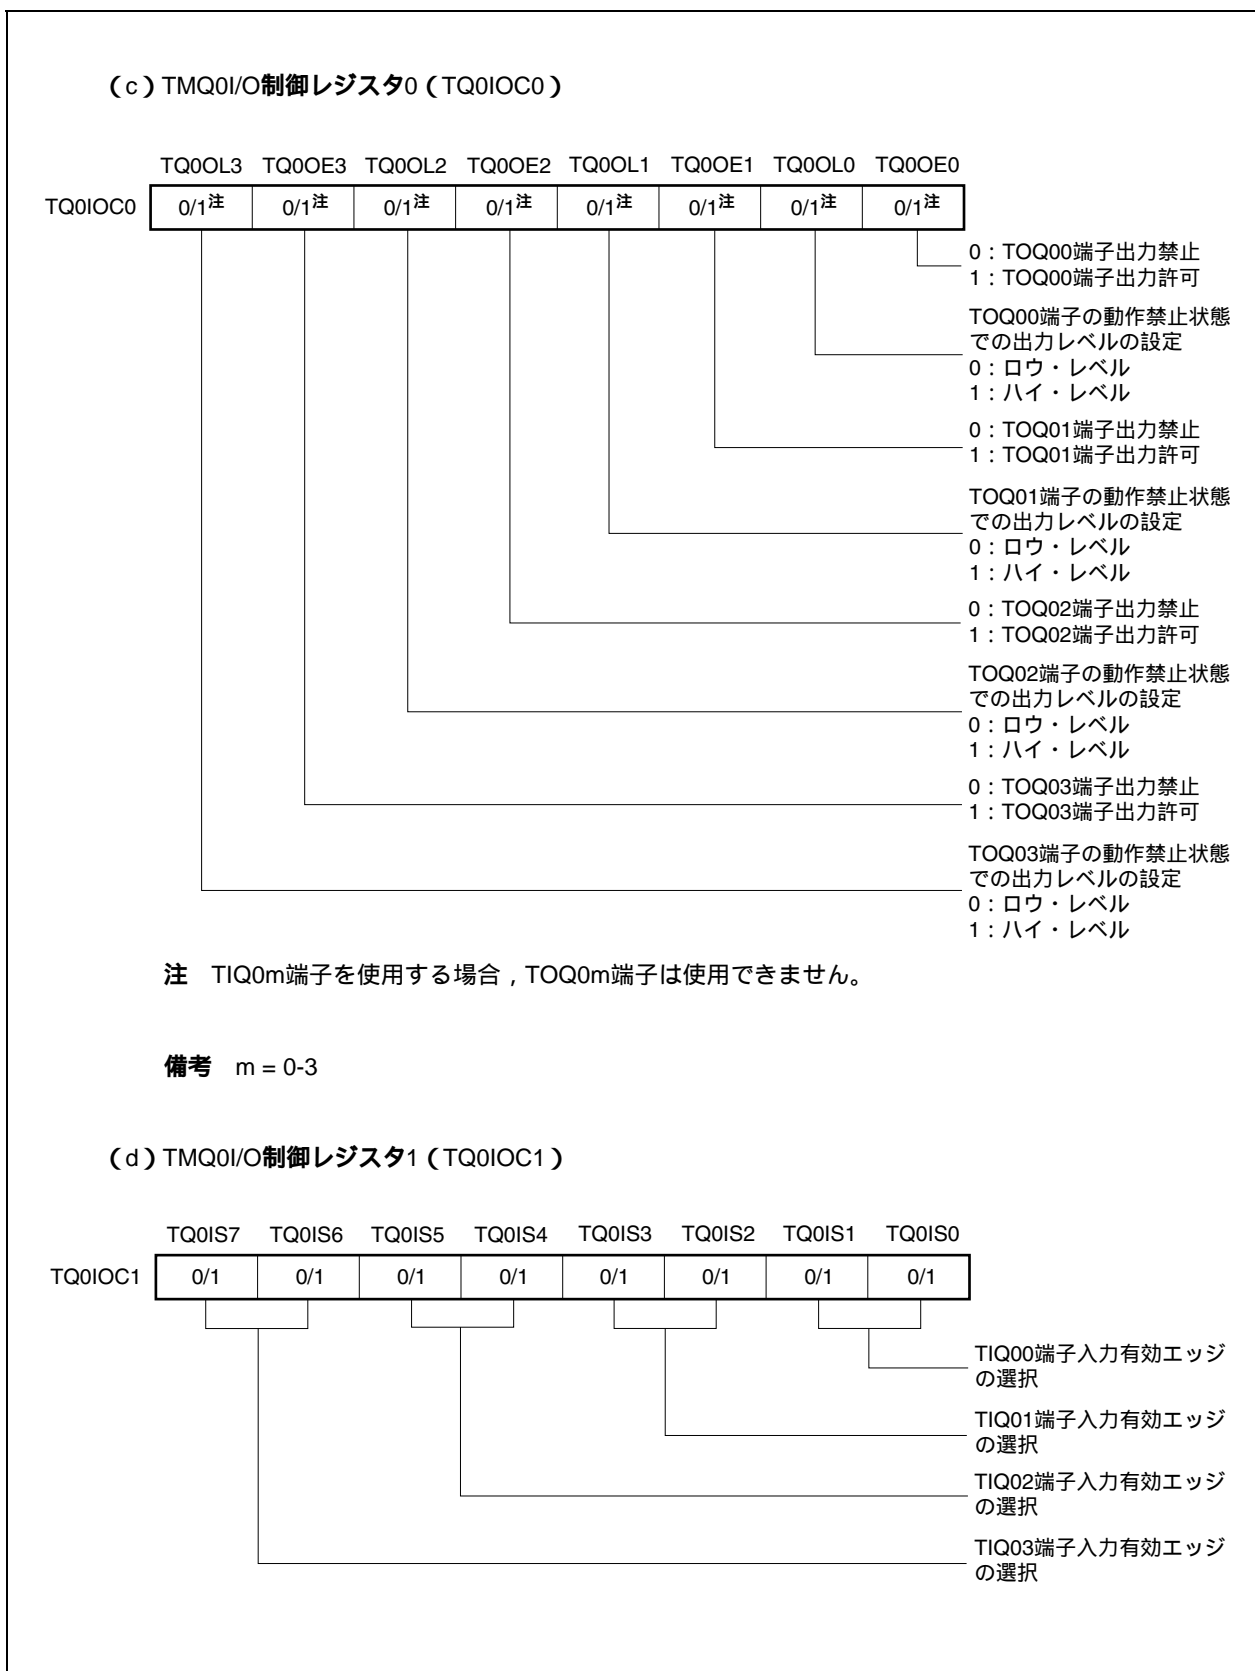 (c) TMQ0I/O制御レジスタ0 (TQ0IOC0)
TQ0OL3 TQ0OE3 TQ0OL2 TQ0OE2 TQ0OL1 TQ0OE1 TQ0OL0 TQ0OE0
TQ0IOC0 0/1注 0/1注 0/1注 0/1注 0/1注 0/1注 0/1注 0/1注
0：TOQ00端子出力禁止
1：TOQ00端子出力許可
TOQ00端子の動作禁止状態
での出力レベルの設定
0：ロウ・レベル
1：ハイ・レベル
0：TOQ01端子出力禁止
1：TOQ01端子出力許可
TOQ01端子の動作禁止状態
での出力レベルの設定
0：ロウ・レベル
1：ハイ・レベル
0：TOQ02端子出力禁止
1：TOQ02端子出力許可
TOQ02端子の動作禁止状態
での出力レベルの設定
0：ロウ・レベル
1：ハイ・レベル
0：TOQ03端子出力禁止
1：TOQ03端子出力許可
TOQ03端子の動作禁止状態
での出力レベルの設定
0：ロウ・レベル
1：ハイ・レベル
注 TIQ0m端子を使用する場合，TOQ0m端子は使用できません。
備考 m = 0-3
(d) TMQ0I/O制御レジスタ1 (TQ0IOC1)
TQ0IS7 TQ0IS6 TQ0IS5 TQ0IS4 TQ0IS3 TQ0IS2 TQ0IS1 TQ0IS0
TQ0IOC1 0/1 0/1 0/1 0/1 0/1 0/1 0/1 0/1
TIQ00端子入力有効エッジ
の選択
TIQ01端子入力有効エッジ
の選択
TIQ02端子入力有効エッジ
の選択
TIQ03端子入力有効エッジ
の選択